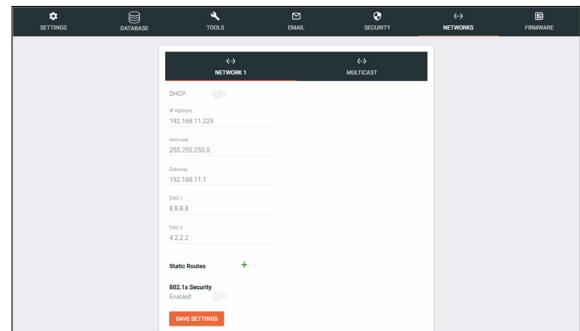 SETTINGS DATABASE TOOLS EMAIL SECURITY NETWORKS FIRMWARE
NETWORK 1 MULTICAST
DHCP:
IP Address
192.168.11.229
Netmask
255.255.255.0
Gateway
192.168.11.1
DNS 1
8.8.8.8
DNS 2
4.2.2.2
Static Routes +
802.1x Security
Enabled:
SAVE SETTINGS